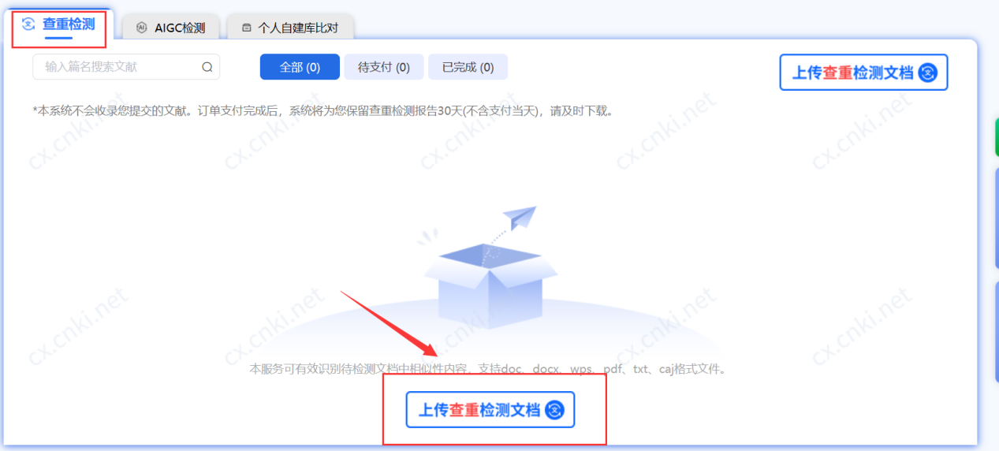 查重检测
AI AIGC检测
个人自建库比对
输入篇名搜索文献
全部 (0)
待支付 (0)
已完成 (0)
上传查重检测文档
*本系统不会收录您提交的文献。订单支付完成后，系统将为您保留查重检测报告30天(不含支付当天)，请及时下载。
cx.cnki.net
cx.cnki.net
cx.cnki.net
cx.cnki.net
cx.cnki.net
cx.cnki.net
cx.cnki.net
cx.cnki.net
cx.cnki.net
cx.cnki.net
本服务可有效识别待检测文档中相似性内容，支持doc、docx、wps、pdf、txt、caj格式文件。
上传查重检测文档